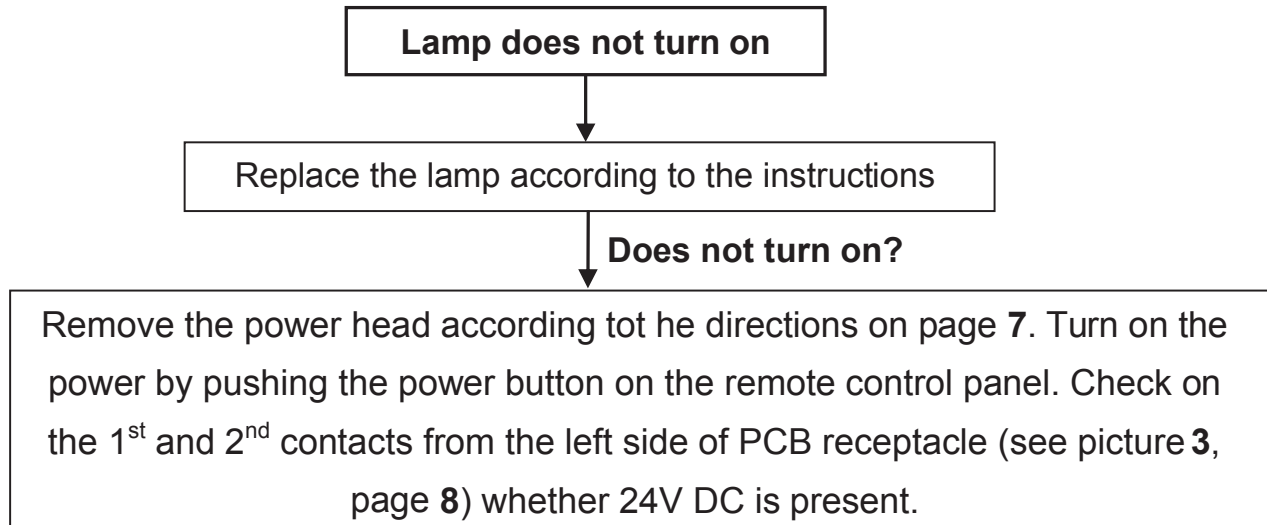 Lamp does not turn on
Replace the lamp according to the instructions
Does not turn on?
Remove the power head according tot he directions on page 7. Turn on the
power by pushing the power button on the remote control panel. Check on
the 1st and 2nd contacts from the left side of PCB receptacle (see picture 3,
page 8) whether 24V DC is present.